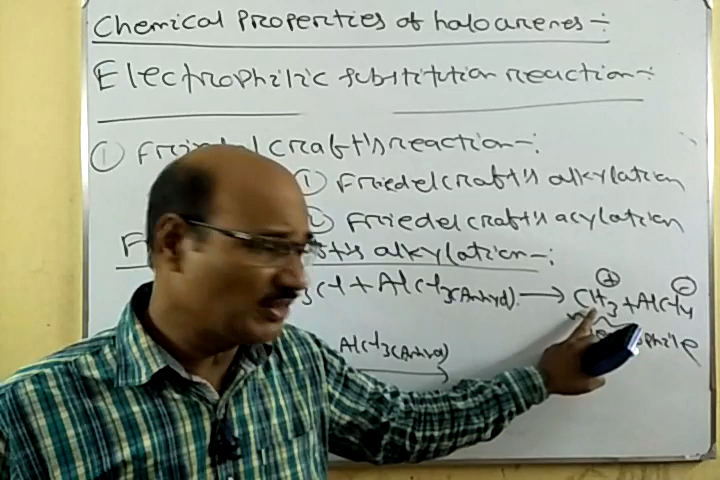 Chemical Properties of haloarenes ÷
Electrophilic substitution reaction ÷
① Friedel craft's reaction -:
① Friedel craft's alkylation
② Friedel craft's acylation
alkylation -:
+ AlCl3(Anhyd). → CH3⊕ + AlCl4⊖
AlCl3(Anhyd)
→